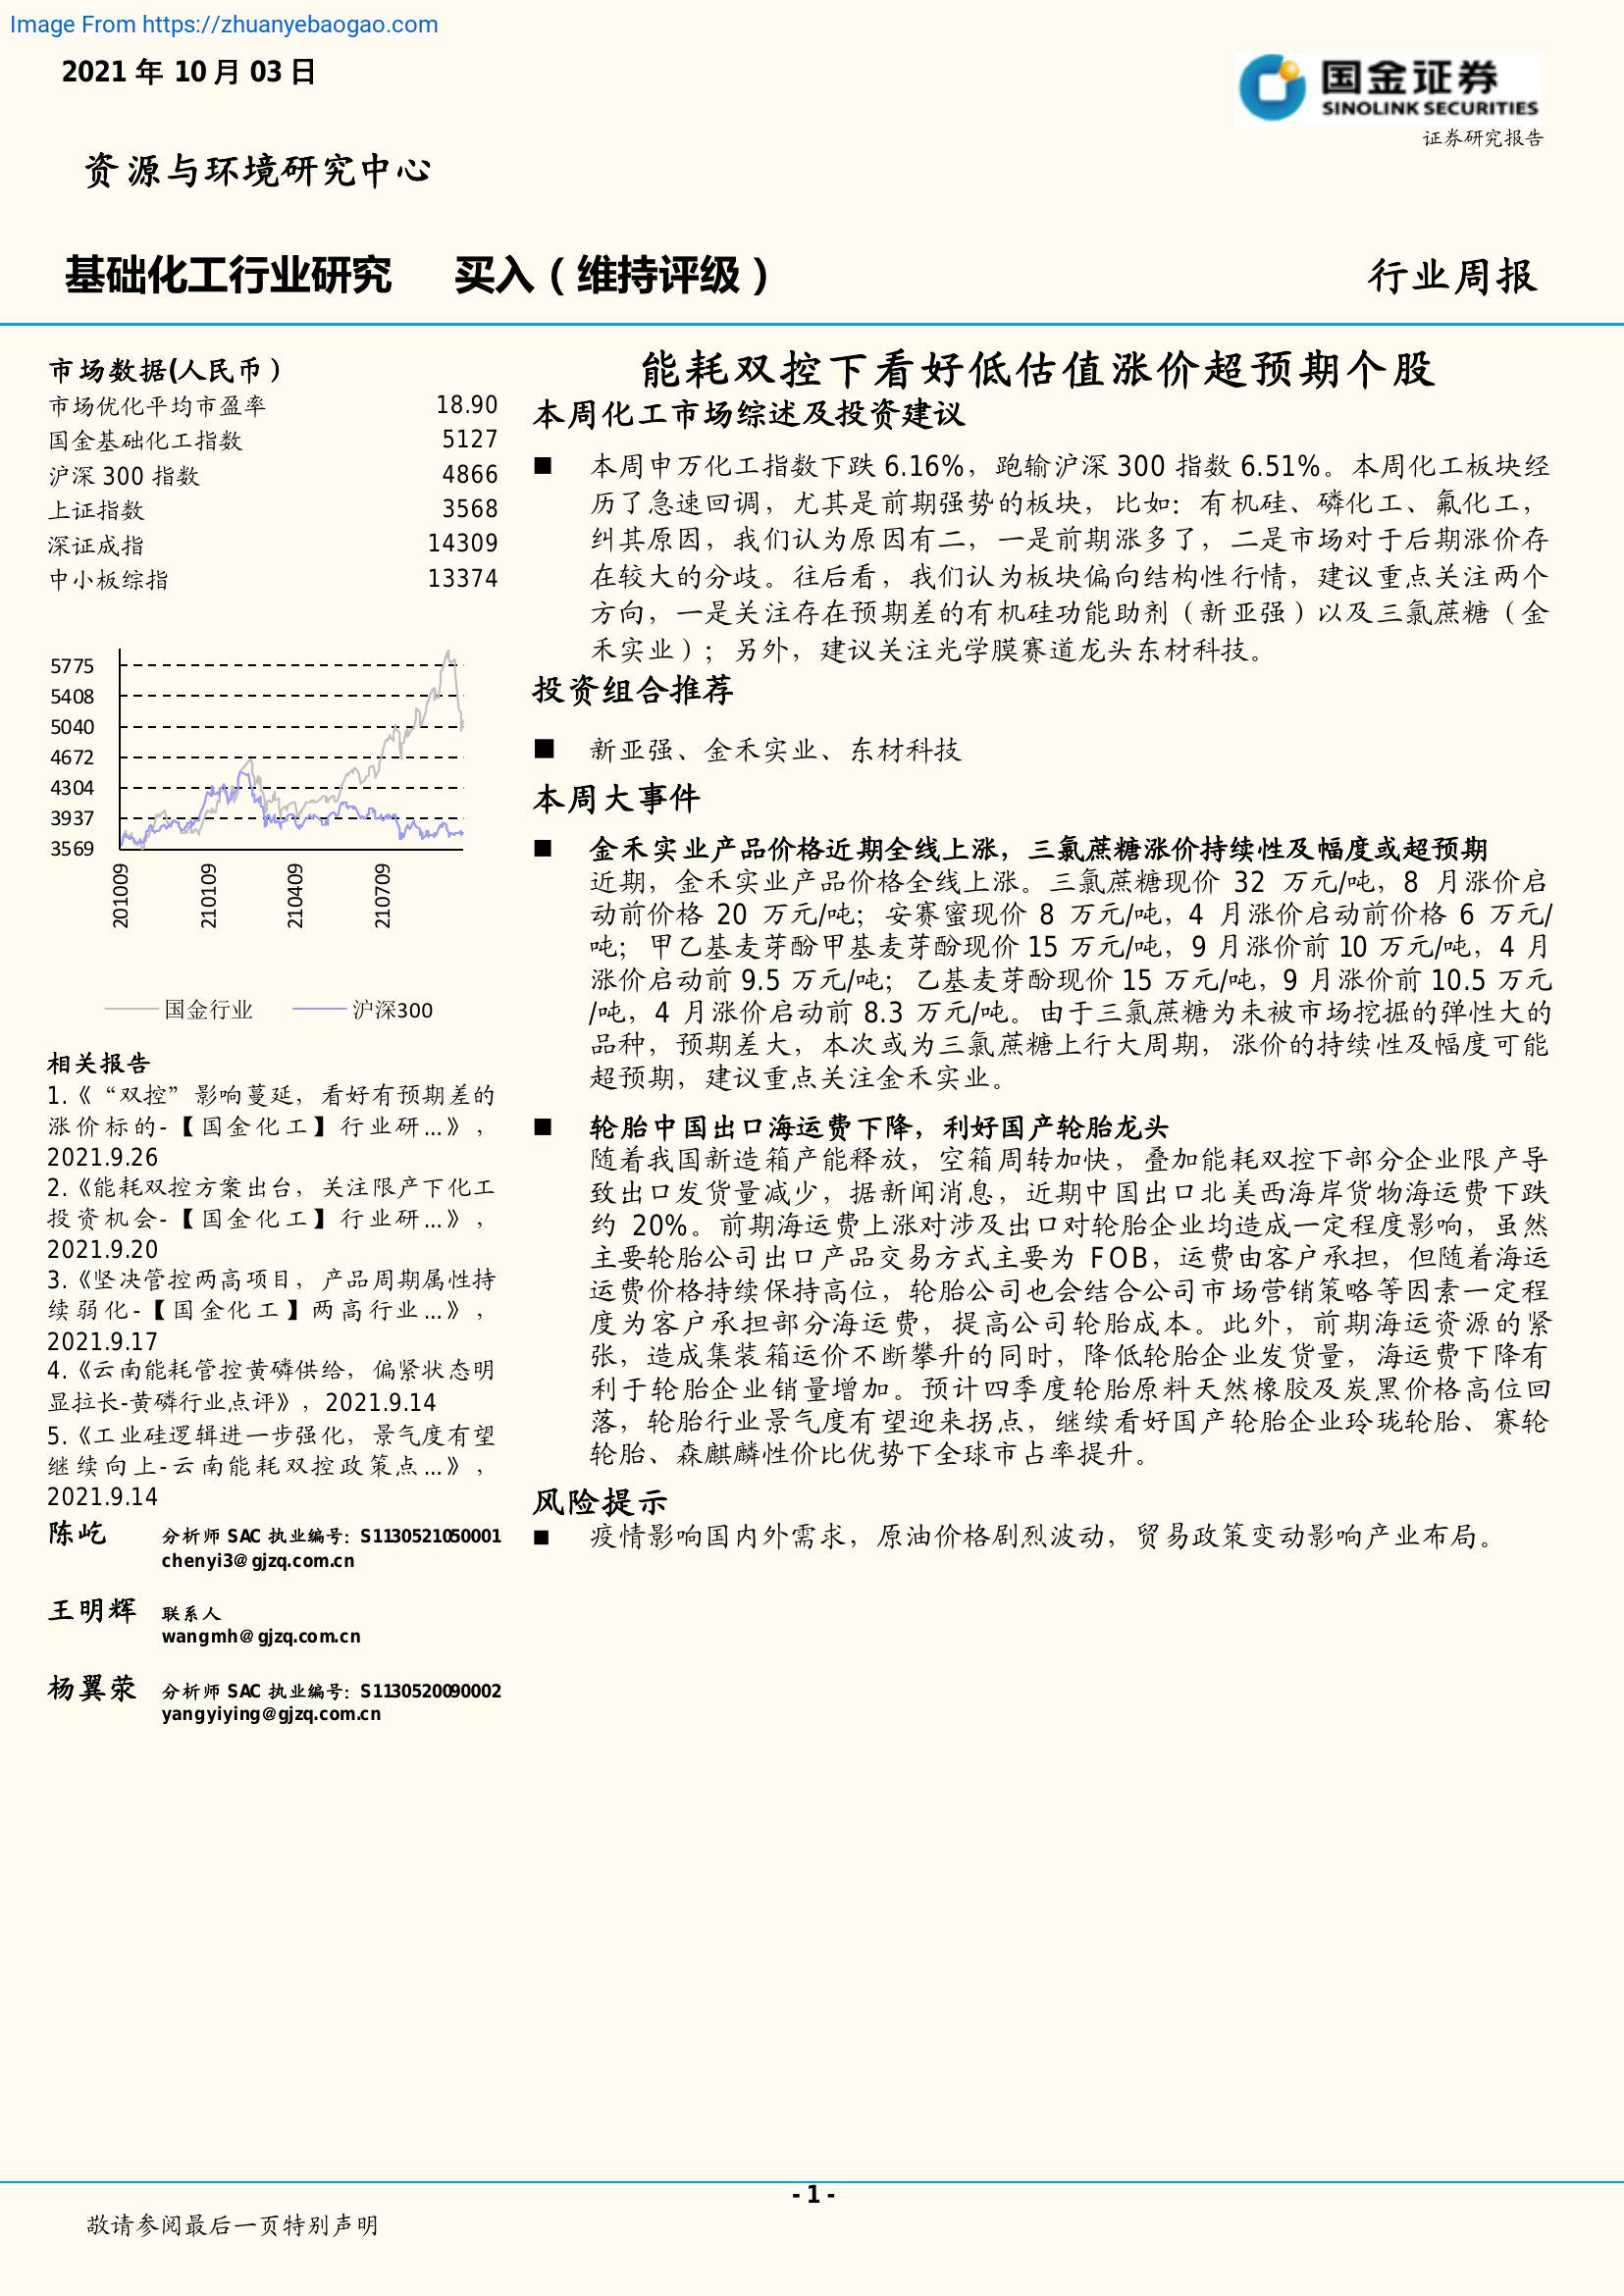 Image From https://zhuanyebaogao.com
2021 年 10 月 03 日
国金证券
SINOLINK SECURITIES
证券研究报告
资源与环境研究中心
基础化工行业研究 买入（维持评级）
行业周报
市场数据(人民币）
市场优化平均市盈率 18.90
国金基础化工指数 5127
沪深 300 指数 4866
上证指数 3568
深证成指 14309
中小板综指 13374
5775
5408
5040
4672
4304
3937
3569
201009
210109
210409
210709
国金行业 沪深300
相关报告
1.《“双控”影响蔓延，看好有预期差的
涨价标的-【国金化工】行业研...》，
2021.9.26
2.《能耗双控方案出台，关注限产下化工
投资机会-【国金化工】行业研...》，
2021.9.20
3.《坚决管控两高项目，产品周期属性持
续弱化-【国金化工】两高行业...》，
2021.9.17
4.《云南能耗管控黄磷供给，偏紧状态明
显拉长-黄磷行业点评》，2021.9.14
5.《工业硅逻辑进一步强化，景气度有望
继续向上-云南能耗双控政策点...》，
2021.9.14
陈屹 分析师 SAC 执业编号：S1130521050001
chenyi3@gjzq.com.cn
王明辉 联系人
wangmh@gjzq.com.cn
杨翼荥 分析师 SAC 执业编号：S1130520090002
yangyiying@gjzq.com.cn
能耗双控下看好低估值涨价超预期个股
本周化工市场综述及投资建议
■ 本周申万化工指数下跌 6.16%，跑输沪深 300 指数 6.51%。本周化工板块经
历了急速回调，尤其是前期强势的板块，比如：有机硅、磷化工、氟化工，
纠其原因，我们认为原因有二，一是前期涨多了，二是市场对于后期涨价存
在较大的分歧。往后看，我们认为板块偏向结构性行情，建议重点关注两个
方向，一是关注存在预期差的有机硅功能助剂（新亚强）以及三氯蔗糖（金
禾实业）；另外，建议关注光学膜赛道龙头东材科技。
投资组合推荐
■ 新亚强、金禾实业、东材科技
本周大事件
■ 金禾实业产品价格近期全线上涨，三氯蔗糖涨价持续性及幅度或超预期
近期，金禾实业产品价格全线上涨。三氯蔗糖现价 32 万元/吨，8 月涨价启
动前价格 20 万元/吨；安赛蜜现价 8 万元/吨，4 月涨价启动前价格 6 万元/
吨；甲乙基麦芽酚甲基麦芽酚现价 15 万元/吨，9 月涨价前 10 万元/吨，4 月
涨价启动前 9.5 万元/吨；乙基麦芽酚现价 15 万元/吨，9 月涨价前 10.5 万元
/吨，4 月涨价启动前 8.3 万元/吨。由于三氯蔗糖为未被市场挖掘的弹性大的
品种，预期差大，本次或为三氯蔗糖上行大周期，涨价的持续性及幅度可能
超预期，建议重点关注金禾实业。
■ 轮胎中国出口海运费下降，利好国产轮胎龙头
随着我国新造箱产能释放，空箱周转加快，叠加能耗双控下部分企业限产导
致出口发货量减少，据新闻消息，近期中国出口北美西海岸货物海运费下跌
约 20%。前期海运费上涨对涉及出口对轮胎企业均造成一定程度影响，虽然
主要轮胎公司出口产品交易方式主要为 FOB，运费由客户承担，但随着海运
运费价格持续保持高位，轮胎公司也会结合公司市场营销策略等因素一定程
度为客户承担部分海运费，提高公司轮胎成本。此外，前期海运资源的紧
张，造成集装箱运价不断攀升的同时，降低轮胎企业发货量，海运费下降有
利于轮胎企业销量增加。预计四季度轮胎原料天然橡胶及炭黑价格高位回
落，轮胎行业景气度有望迎来拐点，继续看好国产轮胎企业玲珑轮胎、赛轮
轮胎、森麒麟性价比优势下全球市占率提升。
风险提示
■ 疫情影响国内外需求，原油价格剧烈波动，贸易政策变动影响产业布局。
- 1 -
敬请参阅最后一页特别声明